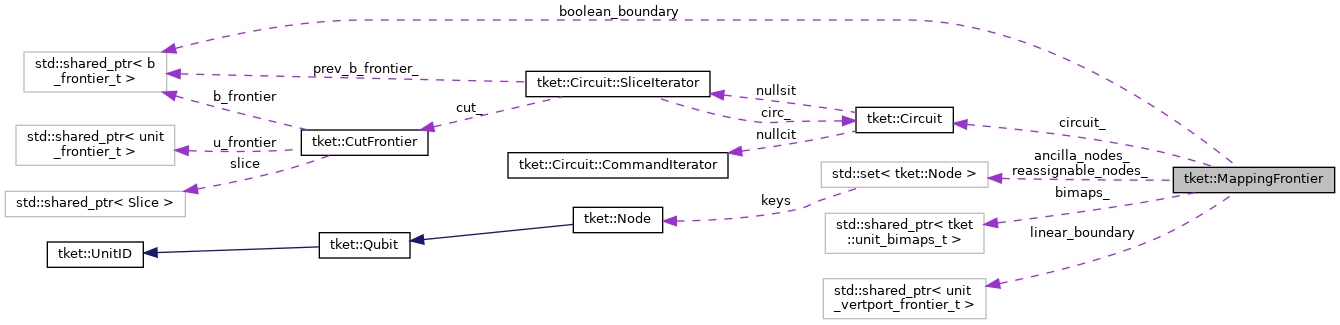 boolean_boundary
std::shared_ptr< b
_frontier_t >
prev_b_frontier_
tket::Circuit::SliceIterator
nullsit
b_frontier
cut_
circ_
tket::Circuit
circuit_
std::shared_ptr< unit
_frontier_t >
u_frontier
tket::CutFrontier
nullcit
slice
tket::Circuit::CommandIterator
ancilla_nodes_
reassignable_nodes_
std::set< tket::Node >
tket::MappingFrontier
std::shared_ptr< Slice >
keys
bimaps_
tket::Node
std::shared_ptr< tket
::unit_bimaps_t >
linear_boundary
tket::UnitID
tket::Qubit
std::shared_ptr< unit
_vertport_frontier_t >